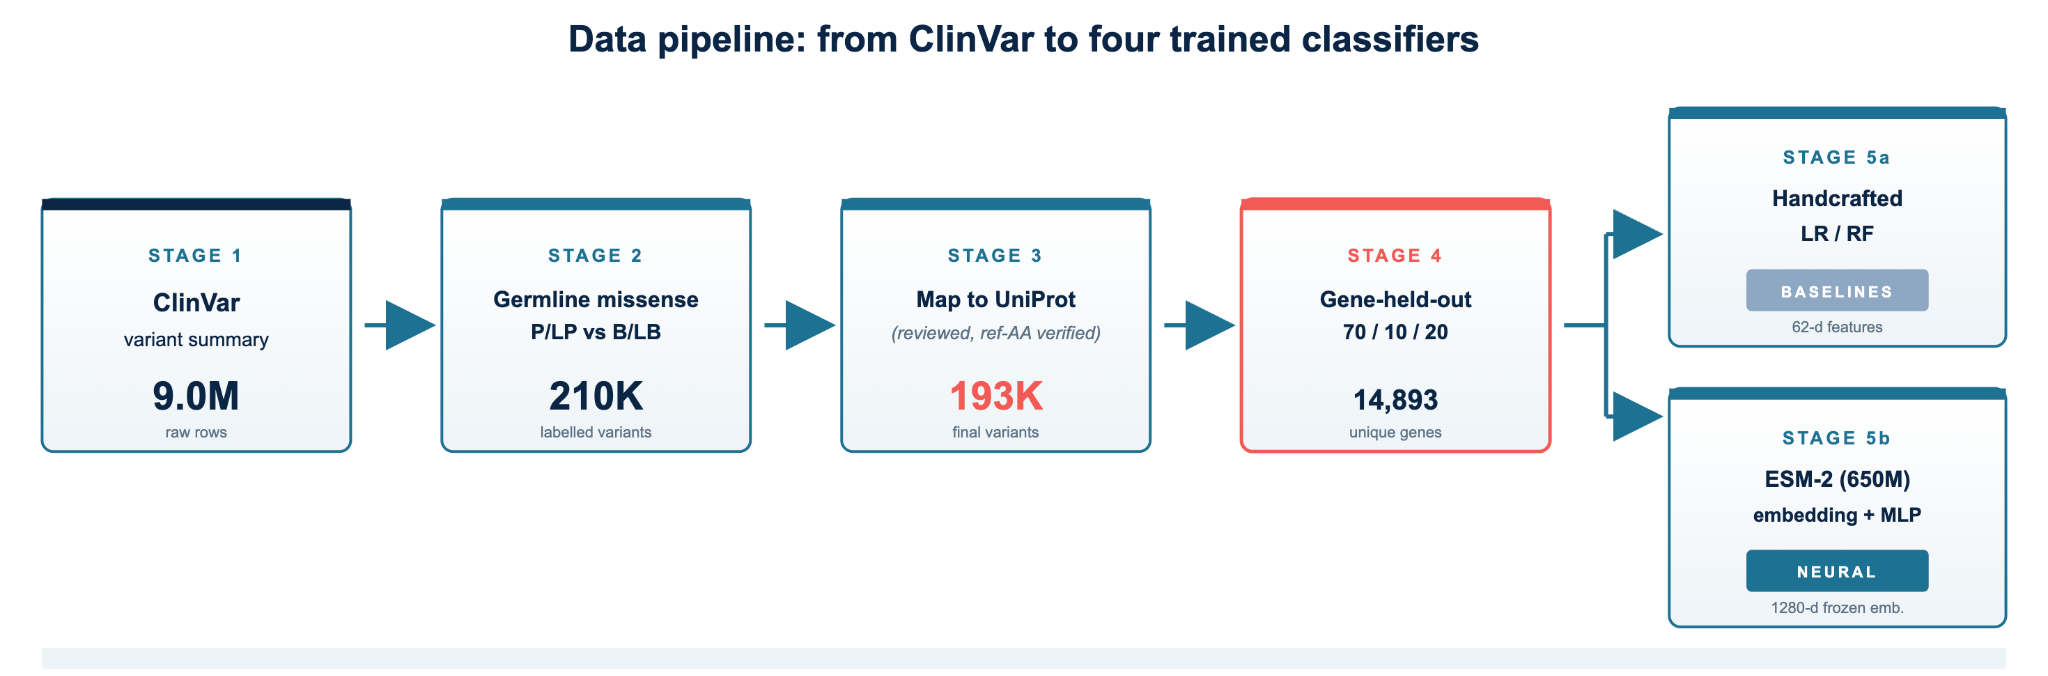 Data pipeline: from ClinVar to four trained classifiers
STAGE 1
ClinVar
variant summary
9.0M
raw rows
STAGE 2
Germline missense
P/LP vs B/LB
210K
labelled variants
STAGE 3
Map to UniProt
(reviewed, ref-AA verified)
193K
final variants
STAGE 4
Gene-held-out
70 / 10 / 20
14,893
unique genes
STAGE 5a
Handcrafted
LR / RF
BASELINES
62-d features
STAGE 5b
ESM-2 (650M)
embedding + MLP
NEURAL
1280-d frozen emb.